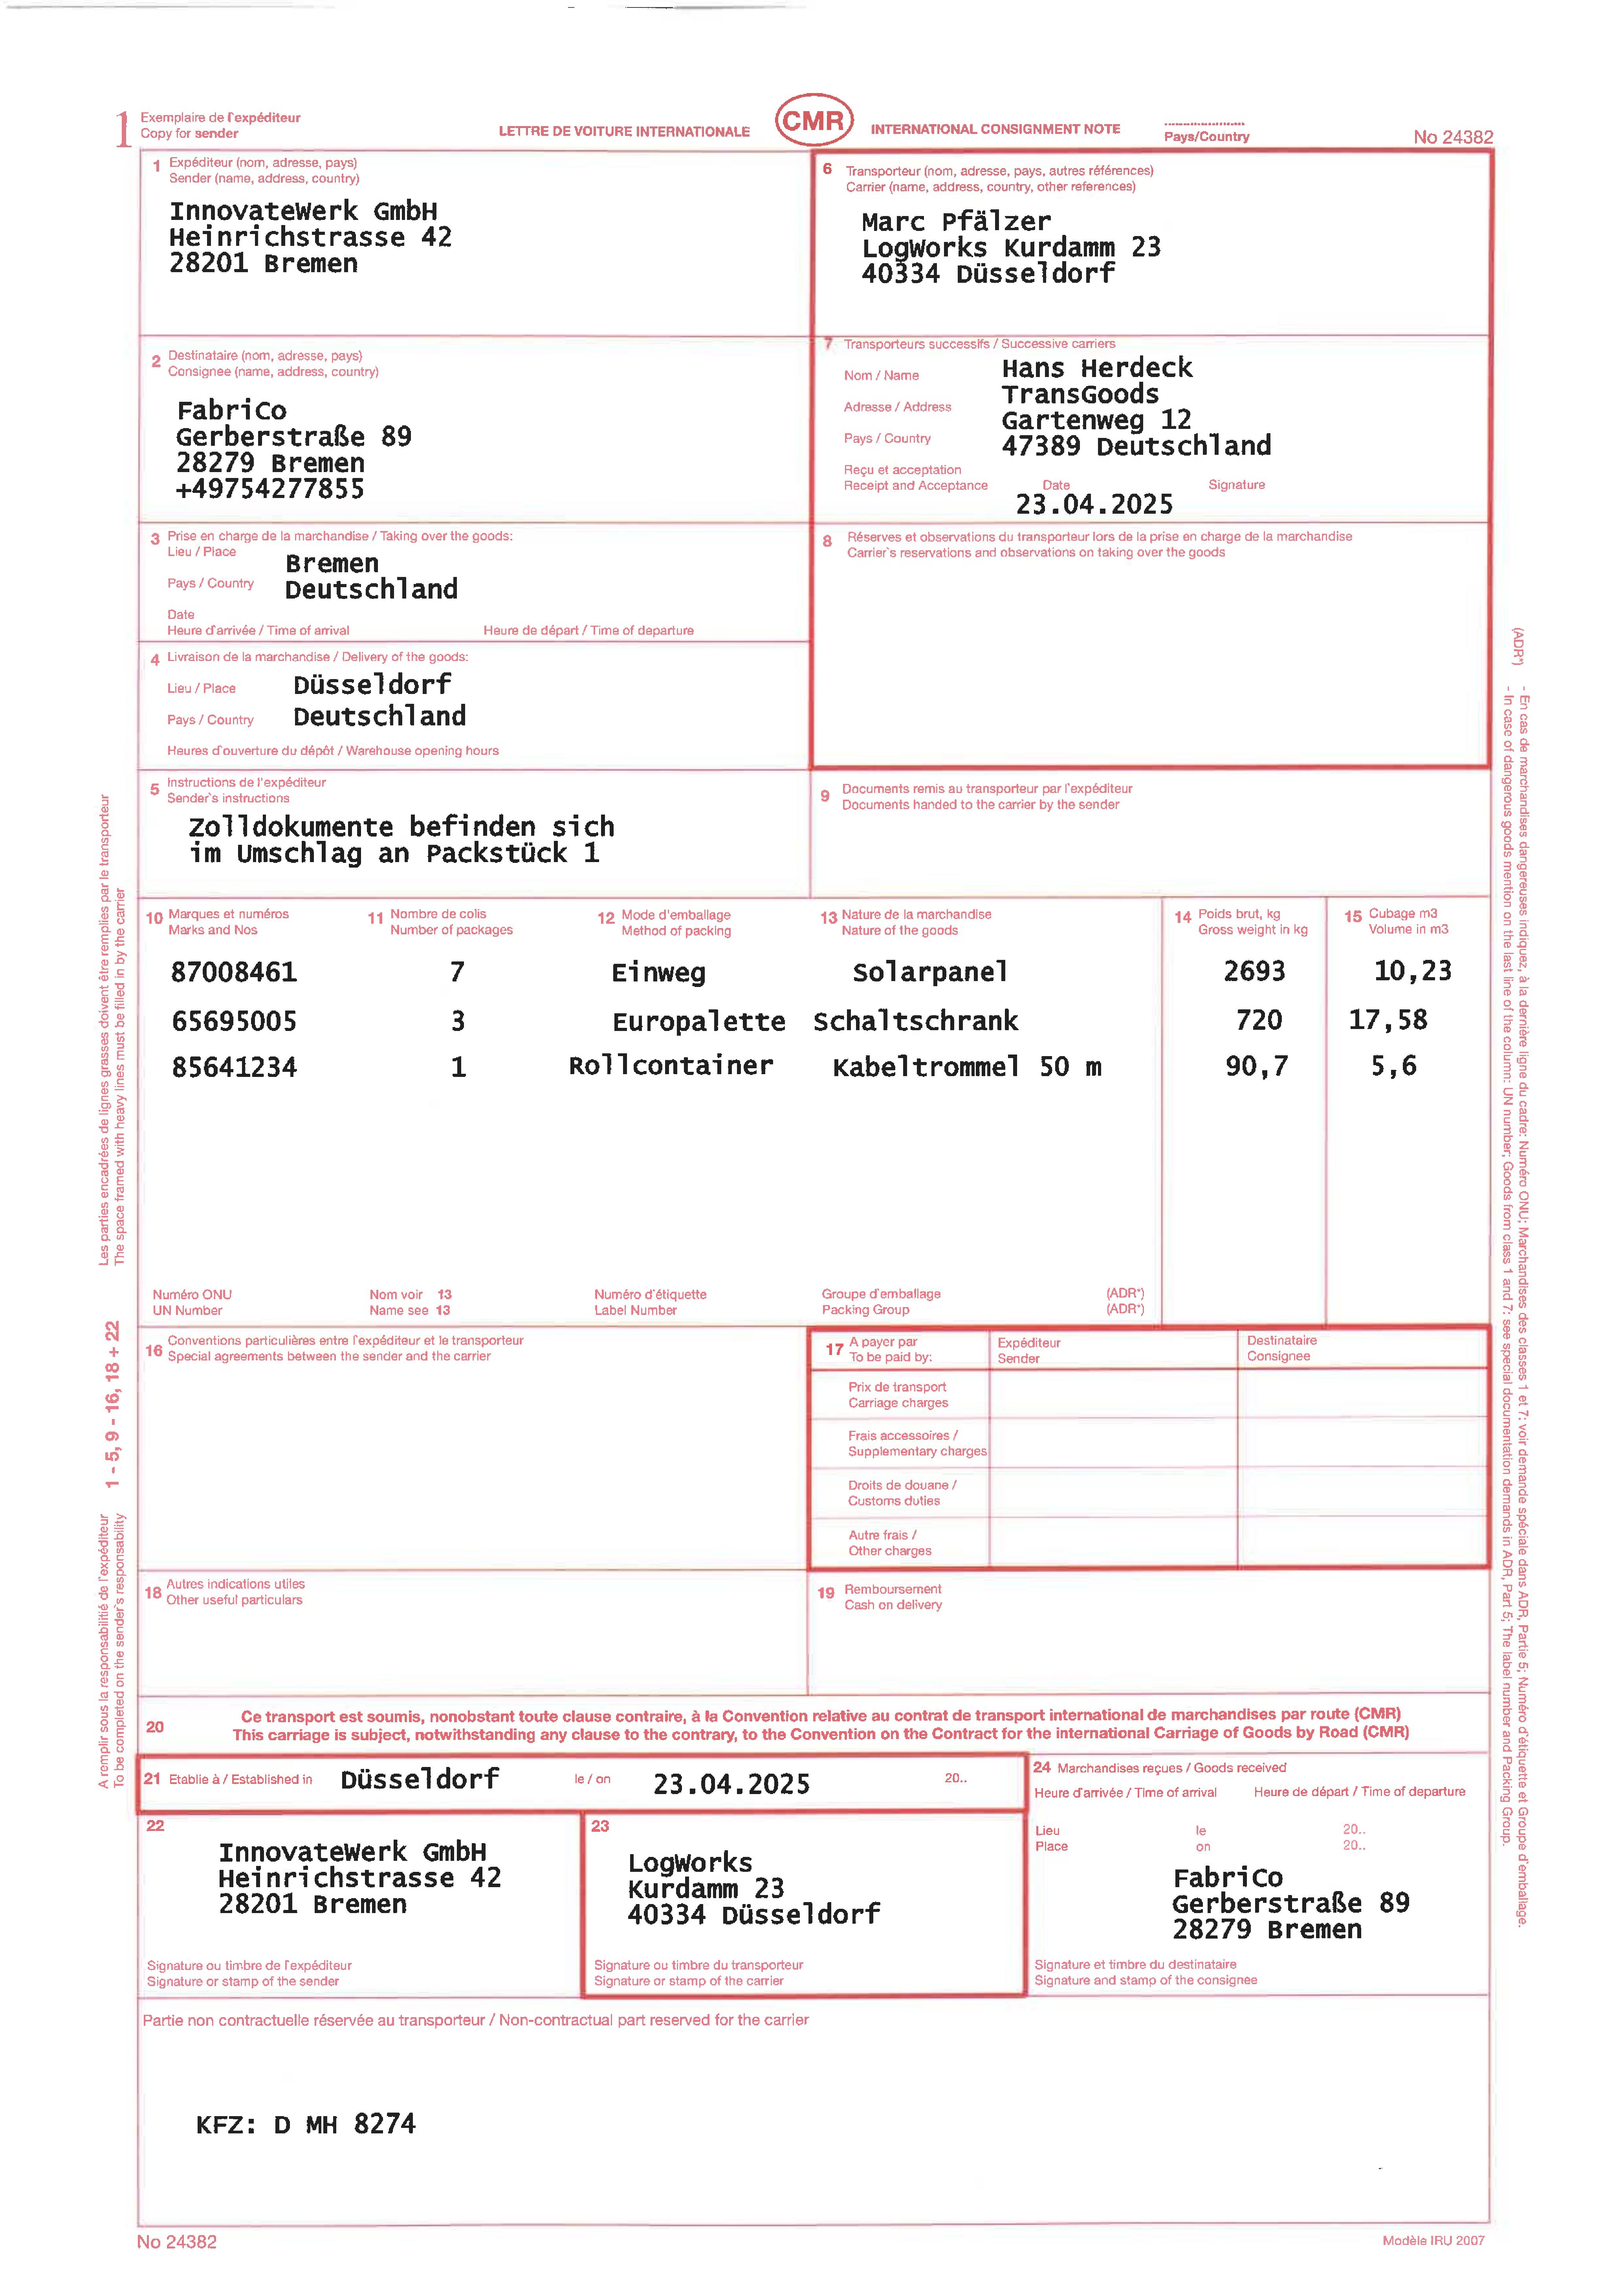 1 Exemplaire de l'expéditeur
Copy for sender
LETTRE DE VOITURE INTERNATIONALE
CMR
INTERNATIONAL CONSIGNMENT NOTE
Pays/Country
No 24382
1 Expéditeur (nom, adresse, pays)
Sender (name, address, country)
InnovateWerk GmbH
Heinrichstrasse 42
28201 Bremen
6 Transporteur (nom, adresse, pays, autres références)
Carrier (name, address, country, other references)
Marc Pfälzer
LogWorks Kurdamm 23
40334 Düsseldorf
2 Destinataire (nom, adresse, pays)
Consignee (name, address, country)
FabriCo
Gerberstraße 89
28279 Bremen
+49754277855
7 Transporteurs successifs / Successive carriers
Nom / Name
Hans Herdeck
TransGoods
Adresse / Address
Gartenweg 12
Pays / Country
47389 Deutschland
Reçu et acceptation
Receipt and Acceptance
Date
Signature
23.04.2025
3 Prise en charge de la marchandise / Taking over the goods:
Lieu / Place
Bremen
Pays / Country
Deutschland
Date
Heure d'arrivée / Time of arrival
Heure de départ / Time of departure
8 Réserves et observations du transporteur lors de la prise en charge de la marchandise
Carrier`s reservations and observations on taking over the goods
4 Livraison de la marchandise / Delivery of the goods:
Lieu / Place
Düsseldorf
Pays / Country
Deutschland
Heures d'ouverture du dépôt / Warehouse opening hours
5 Instructions de l'expéditeur
Sender`s instructions
Zolldokumente befinden sich
im Umschlag an Packstück 1
9 Documents remis au transporteur par l'expéditeur
Documents handed to the carrier by the sender
10 Marques et numéros
Marks and Nos
11 Nombre de colis
Number of packages
12 Mode d'emballage
Method of packing
13 Nature de la marchandise
Nature of the goods
14 Poids brut, kg
Gross weight in kg
15 Cubage m3
Volume in m3
87008461 7 Einweg Solarpanel 2693 10,23
65695005 3 Europalette Schaltschrank 720 17,58
85641234 1 Rollcontainer Kabeltrommel 50 m 90,7 5,6
Numéro ONU
UN Number
Nom voir 13
Name see 13
Numéro d'étiquette
Label Number
Groupe d'emballage
Packing Group
(ADR*)
(ADR*)
16 Conventions particulières entre l'expéditeur et le transporteur
Special agreements between the sender and the carrier
17 A payer par
To be paid by:
Expéditeur
Sender
Destinataire
Consignee
Prix de transport
Carriage charges
Frais accessoires /
Supplementary charges
Droits de douane /
Customs duties
Autre frais /
Other charges
18 Autres indications utiles
Other useful particulars
19 Remboursement
Cash on delivery
20 Ce transport est soumis, nonobstant toute clause contraire, à la Convention relative au contrat de transport international de marchandises par route (CMR)
This carriage is subject, notwithstanding any clause to the contrary, to the Convention on the Contract for the international Carriage of Goods by Road (CMR)
21 Etablie à / Established in Düsseldorf le / on 23.04.2025 20..
24 Marchandises reçues / Goods received
Heure d'arrivée / Time of arrival
Heure de départ / Time of departure
Lieu le 20..
Place on 20..
22
InnovateWerk GmbH
Heinrichstrasse 42
28201 Bremen
Signature ou timbre de l'expéditeur
Signature or stamp of the sender
23
LogWorks
Kurdamm 23
40334 Düsseldorf
Signature ou timbre du transporteur
Signature or stamp of the carrier
FabriCo
Gerberstraße 89
28279 Bremen
Signature et timbre du destinataire
Signature and stamp of the consignee
Partie non contractuelle réservée au transporteur / Non-contractual part reserved for the carrier
KFZ: D MH 8274
No 24382
Modèle IRU 2007
Les parties encadrées de lignes grasses doivent être remplies par le transporteur
The space framed with heavy lines must be filled in by the carrier
1 - 5, 9 - 16, 18 + 22
A remplir sous la responsabilitié de l'expéditeur
To be completed on the sender`s responsability
(ADR*)
- En cas de marchandises dangereuses indiquez, à la dernière ligne du cadre: Numéro ONU; Marchandises des classes 1 et 7: voir demande spéciale dans ADR, Partie 5; Numéro d'étiquette et Groupe d'emballage.
- In case of dangerous goods mention on the last line of the column: UN number; Goods from class 1 and 7: see special documentation demands in ADR, Part 5; The label number and Packing Group.